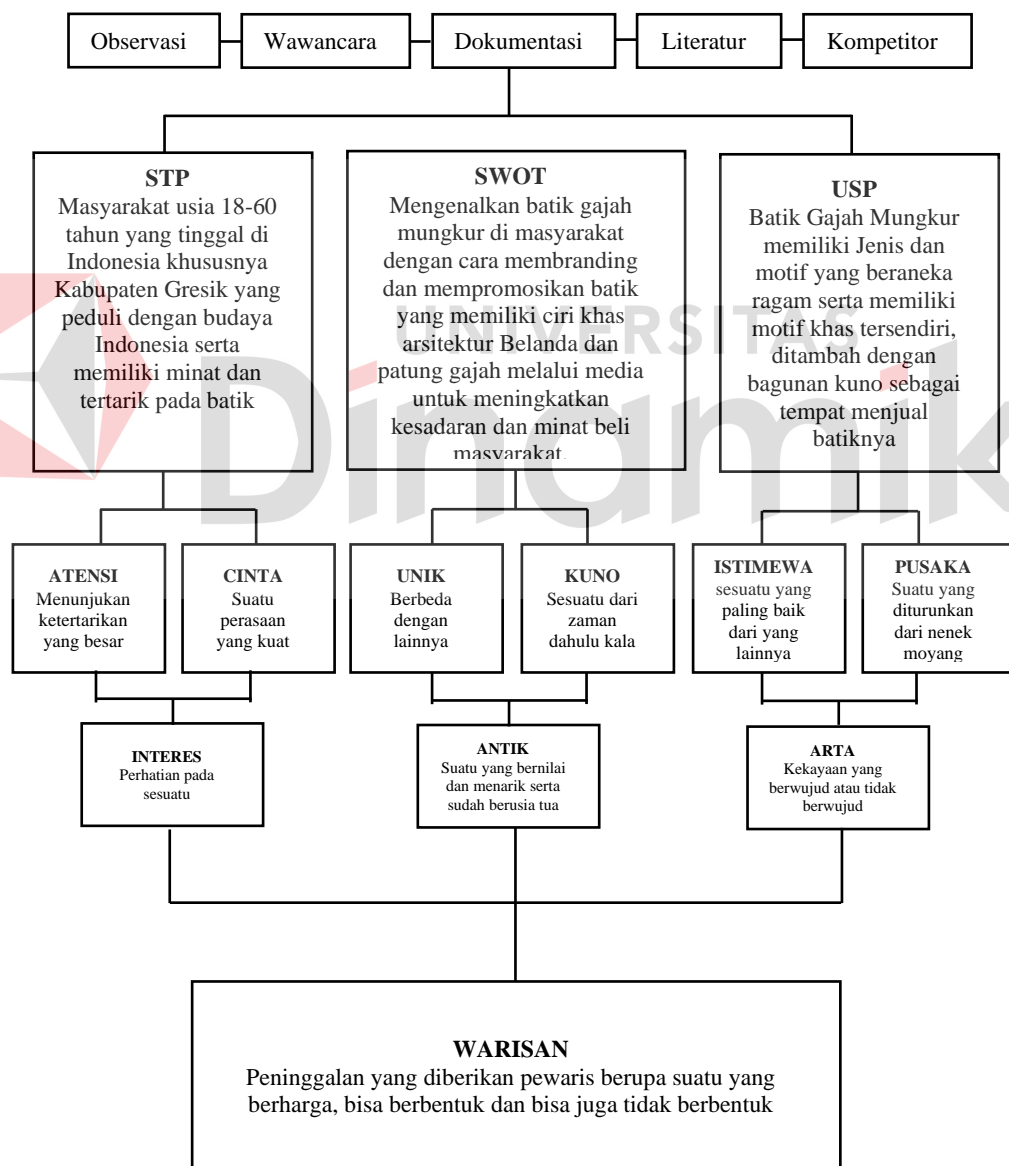 Observasi
Wawancara
Dokumentasi
Literatur
Kompetitor
STP
Masyarakat usia 18-60
tahun yang tinggal di
Indonesia khususnya
Kabupaten Gresik yang
peduli dengan budaya
Indonesia serta
memiliki minat dan
tertarik pada batik
SWOT
Mengenalkan batik gajah
mungkur di masyarakat
dengan cara membranding
dan mempromosikan batik
yang memiliki ciri khas
arsitektur Belanda dan
patung gajah melalui media
untuk meningkatkan
kesadaran dan minat beli
masyarakat.
USP
Batik Gajah Mungkur
memiliki Jenis dan
motif yang beraneka
ragam serta memiliki
motif khas tersendiri,
ditambah dengan
bagunan kuno sebagai
tempat menjual
batiknya
UNIVERSITAS
Dinamik
ATENSI
Menunjukan
ketertarikan
yang besar
CINTA
Suatu
perasaan
yang kuat
UNIK
Berbeda
dengan
lainnya
KUNO
Sesuatu dari
zaman
dahulu kala
ISTIMEWA
sesuatu yang
paling baik
dari yang
lainnya
PUSAKA
Suatu yang
diturunkan
dari nenek
moyang
INTERES
Perhatian pada
sesuatu
ANTIK
Suatu yang bernilai
dan menarik serta
sudah berusia tua
ARTA
Kekayaan yang
berwujud atau tidak
berwujud
WARISAN
Peninggalan yang diberikan pewaris berupa suatu yang
berharga, bisa berbentuk dan bisa juga tidak berbentuk